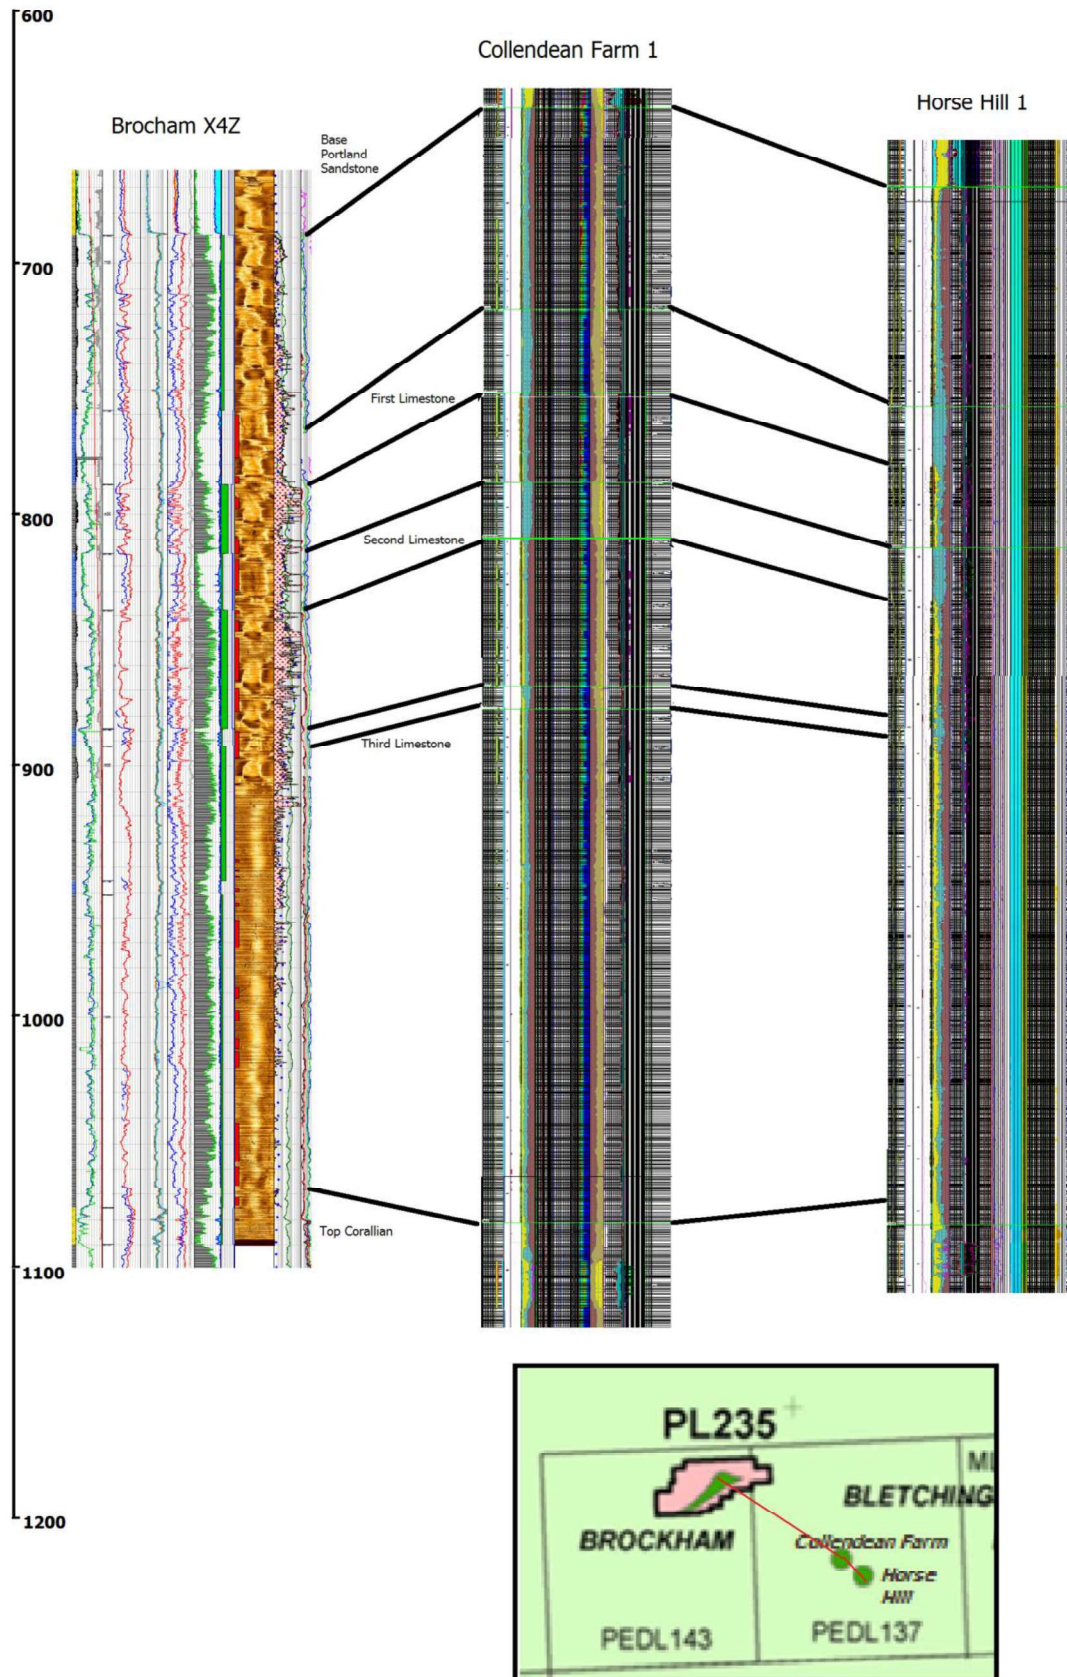 600
Collendean Farm 1
Horse Hill 1
Brocham X4Z
Base
Portland
Sandstone
700
First Limestone
800
Second Limestone
Third Limestone
900
1000
Top Corallian
1100
1200
PL235
BLETCHING
BROCKHAM
Collendean Farm
Horse
Hill
PEDL143
PEDL137